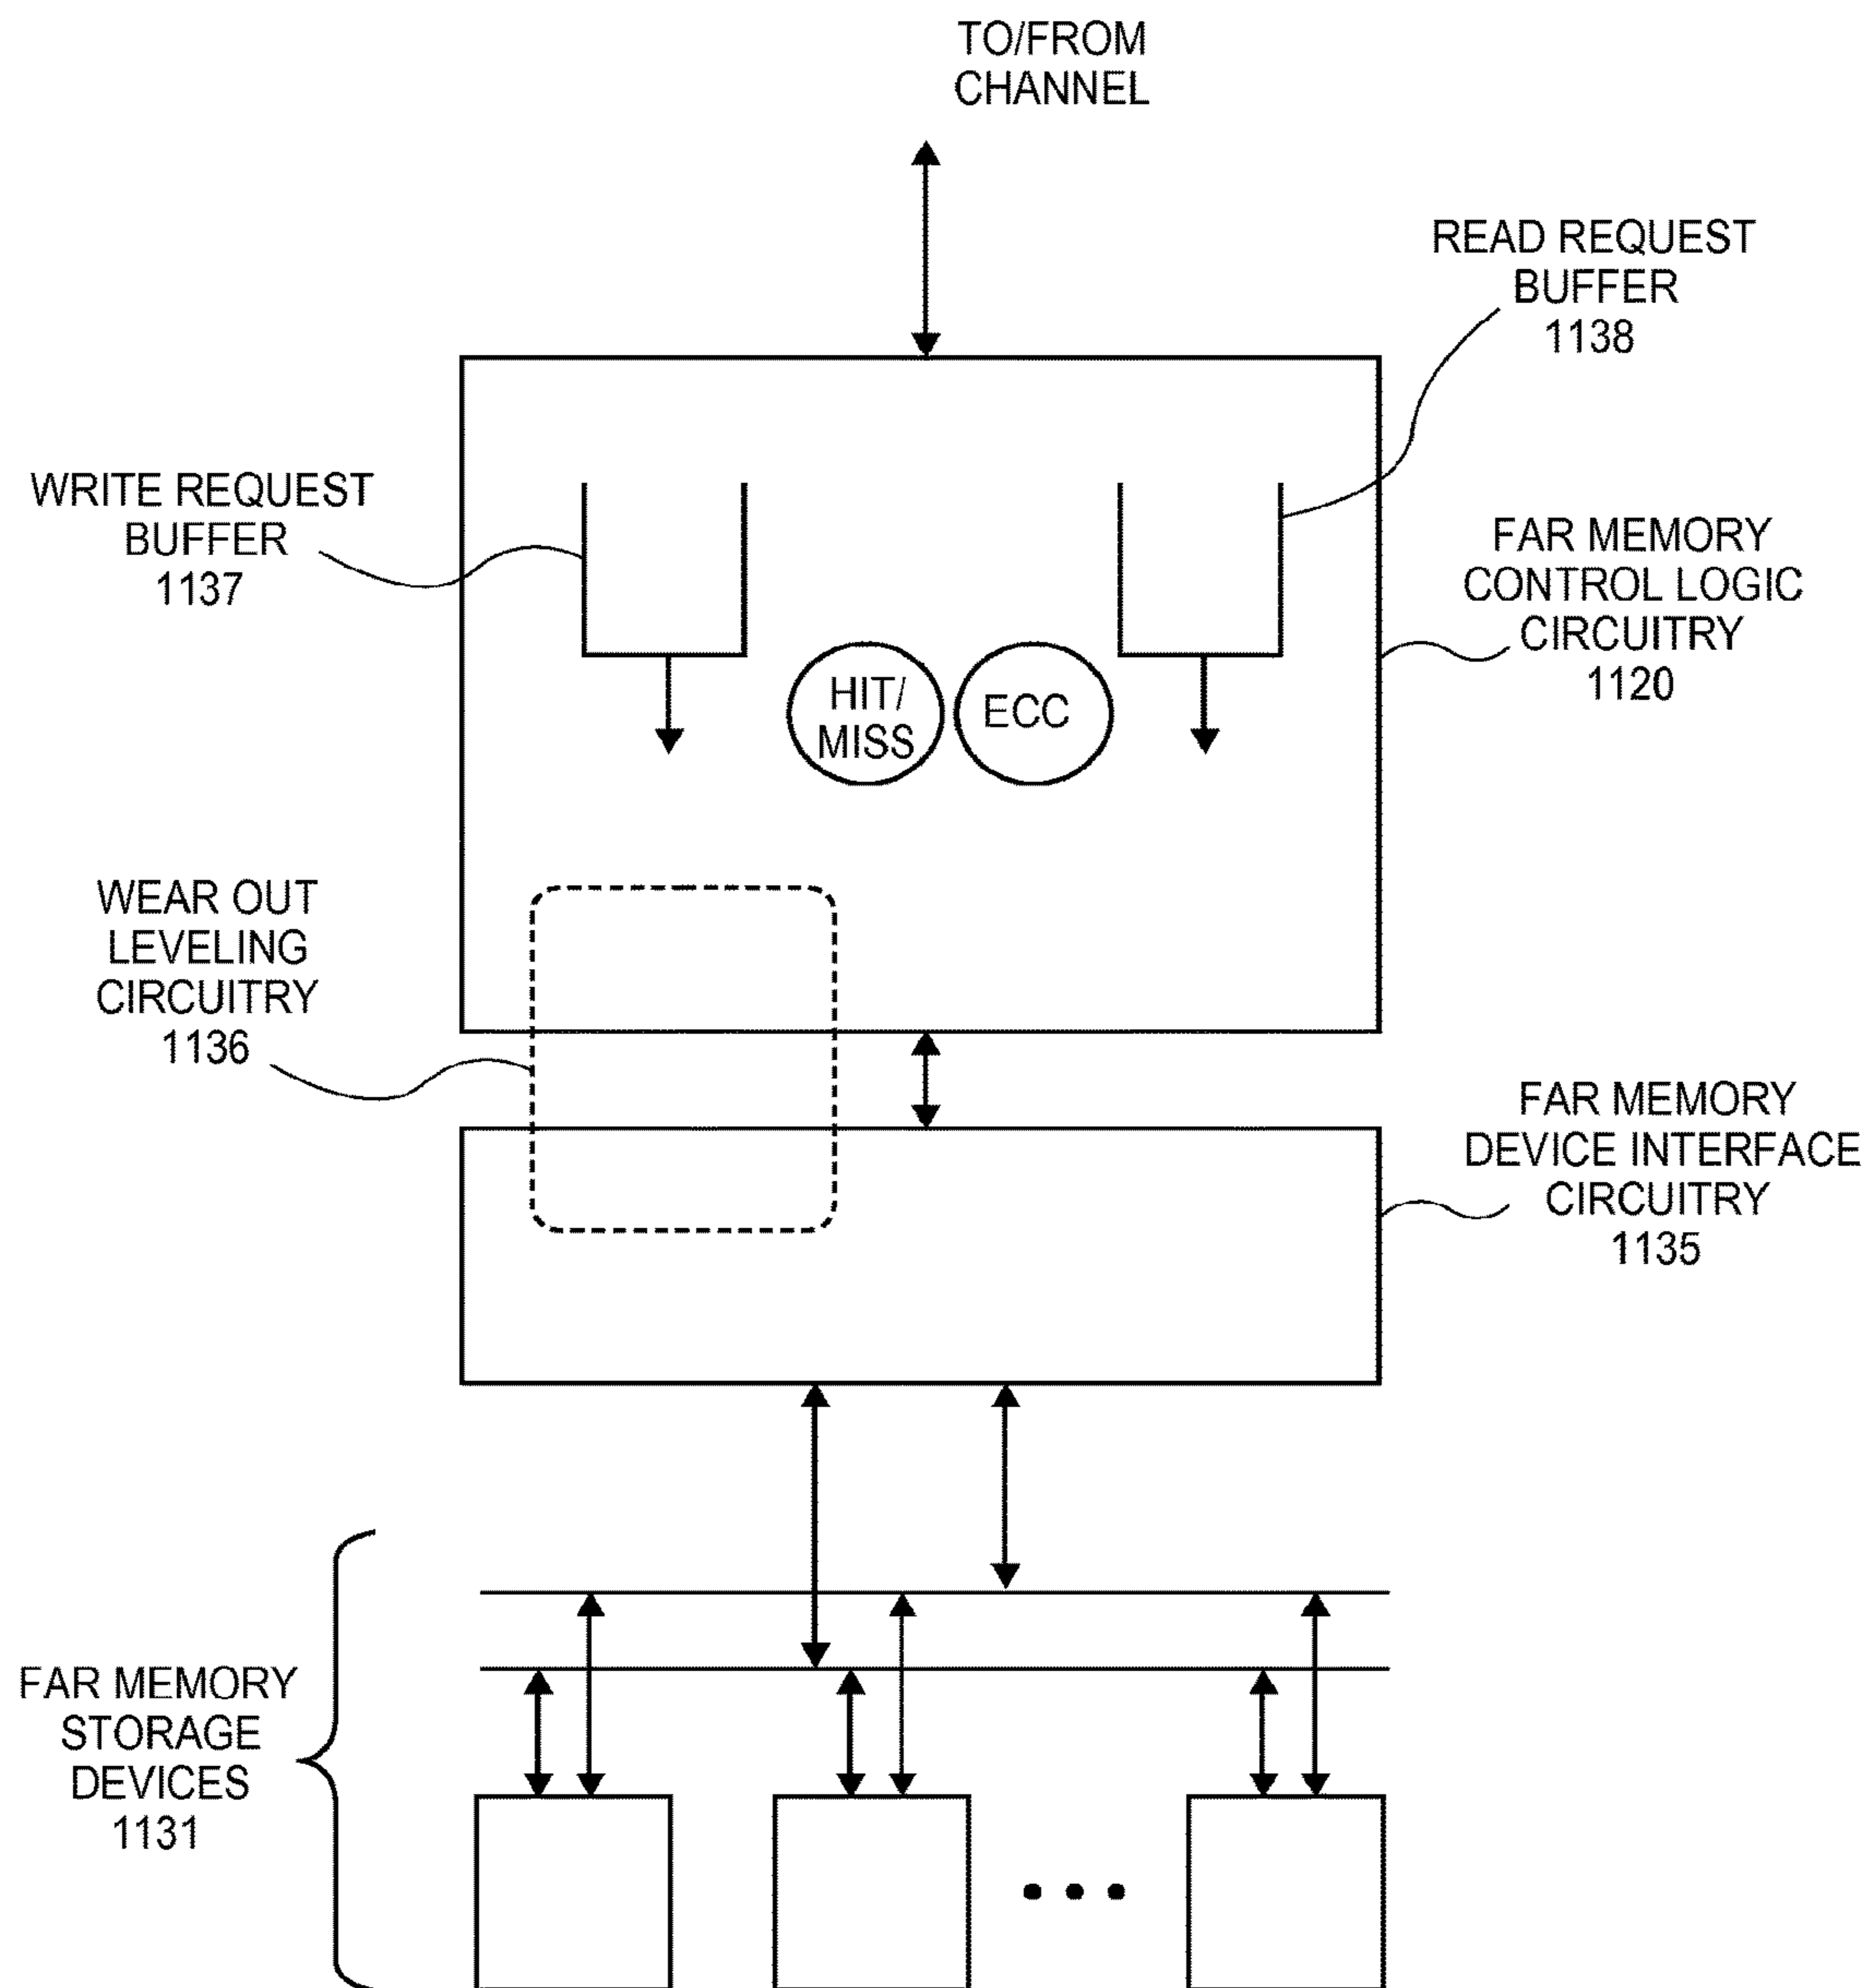 TO/FROM
CHANNEL
READ REQUEST
BUFFER
1138
WRITE REQUEST
BUFFER
1137
FAR MEMORY
CONTROL LOGIC
CIRCUITRY
1120
HIT/
MISS
ECC
WEAR OUT
LEVELING
CIRCUITRY
1136
FAR MEMORY
DEVICE INTERFACE
CIRCUITRY
1135
FAR MEMORY
STORAGE
DEVICES
1131